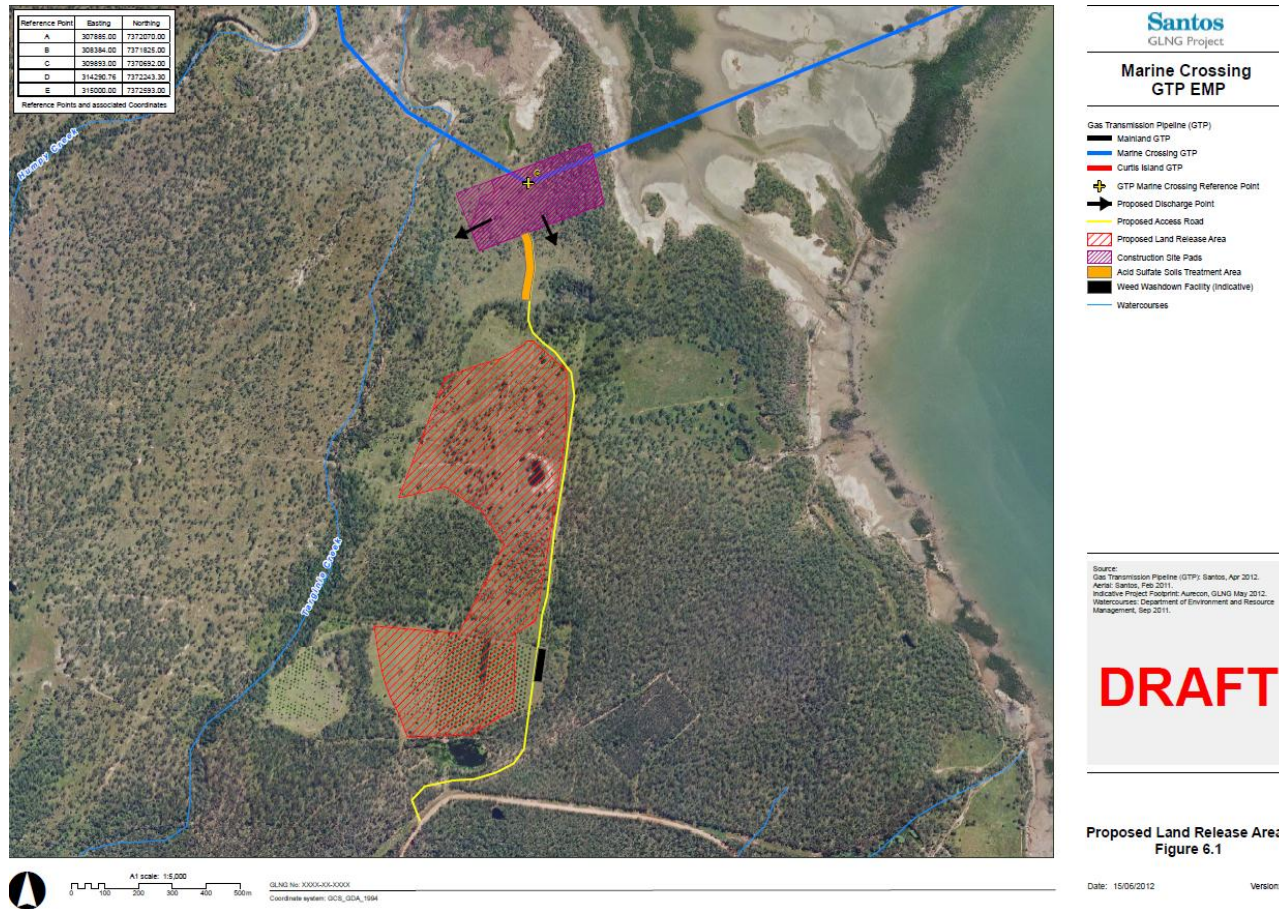 Reference Point Easting Northing
A 307885.00 7372070.00
B 308384.00 7371825.00
C 309893.00 7370692.00
D 314290.76 7372243.30
E 315000.00 7372593.00
Reference Points and associated Coordinates
Humpy Creek
C
Targinie Creek
Santos
GLNG Project
Marine Crossing
GTP EMP
Gas Transmission Pipeline (GTP)
Mainland GTP
Marine Crossing GTP
Curtis Island GTP
GTP Marine Crossing Reference Point
Proposed Discharge Point
Proposed Access Road
Proposed Land Release Area
Construction Site Pads
Acid Sulfate Soils Treatment Area
Weed Washdown Facility (Indicative)
Watercourses
Source:
Gas Transmission Pipeline (GTP): Santos, Apr 2012.
Aerial: Santos, Feb 2011.
Indicative Project Footprint: Aurecon, GLNG May 2012.
Watercourses: Department of Environment and Resource
Management, Sep 2011.
DRAFT
Proposed Land Release Area
Figure 6.1
Date: 15/06/2012 Version
A1 scale: 1:5,000
0 100 200 300 400 500m
GLNG No: XXXX-XX-XXXX
Coordinate system: GCS_GDA_1994